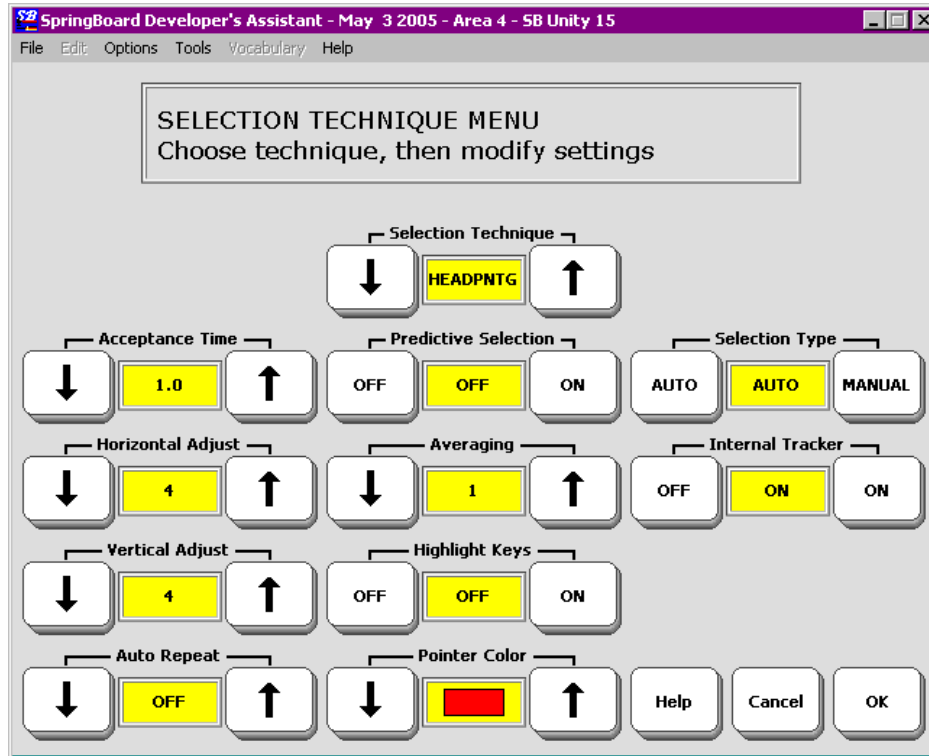 SpringBoard Developer's Assistant - May 3 2005 - Area 4 - SB Unity 15
File Edit Options Tools Vocabulary Help
SELECTION TECHNIQUE MENU
Choose technique, then modify settings
Selection Technique
HEADPNTG
Acceptance Time Predictive Selection Selection Type
1.0 OFF OFF ON AUTO AUTO MANUAL
Horizontal Adjust Averaging Internal Tracker
4 1 OFF ON ON
Vertical Adjust Highlight Keys
4 OFF OFF ON
Auto Repeat Pointer Color
OFF Help Cancel OK